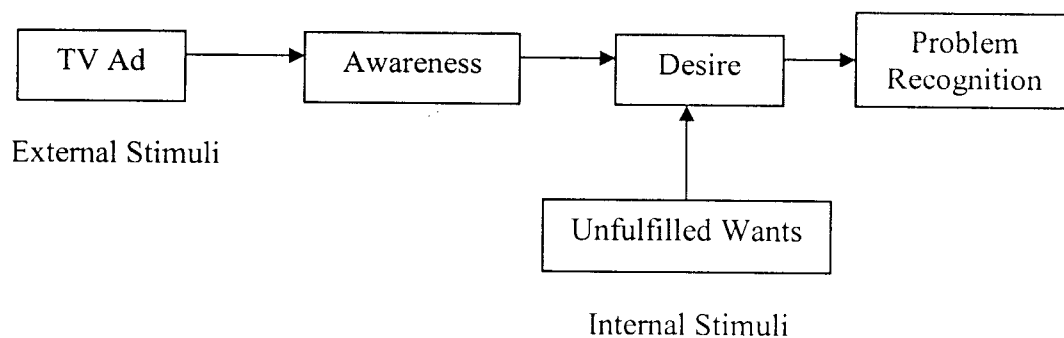 TV Ad
Awareness
Desire
Problem
Recognition
External Stimuli
Unfulfilled Wants
Internal Stimuli